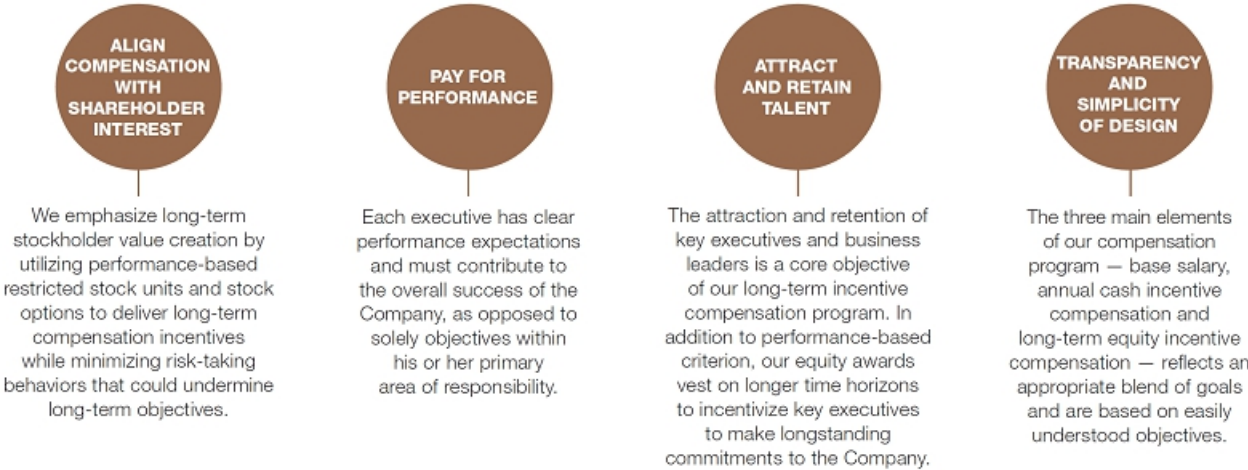 ALIGN
COMPENSATION
WITH
SHAREHOLDER
INTEREST
We emphasize long-term
stockholder value creation by
utilizing performance-based
restricted stock units and stock
options to deliver long-term
compensation incentives
while minimizing risk-taking
behaviors that could undermine
long-term objectives.
PAY FOR
PERFORMANCE
Each executive has clear
performance expectations
and must contribute to
the overall success of the
Company, as opposed to
solely objectives within
his or her primary
area of responsibility.
ATTRACT
AND RETAIN
TALENT
The attraction and retention of
key executives and business
leaders is a core objective
of our long-term incentive
compensation program. In
addition to performance-based
criterion, our equity awards
vest on longer time horizons
to incentivize key executives
to make longstanding
commitments to the Company.
TRANSPARENCY
AND
SIMPLICITY
OF DESIGN
The three main elements
of our compensation
program — base salary,
annual cash incentive
compensation and
long-term equity incentive
compensation — reflects an
appropriate blend of goals
and are based on easily
understood objectives.